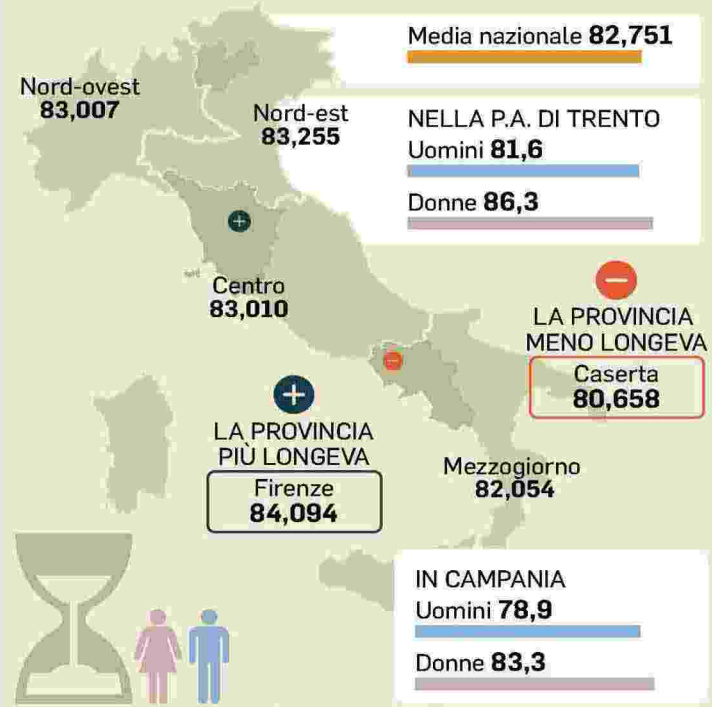 Media nazionale 82,751
Nord-ovest
83,007
Nord-est
83,255
NELLA P.A. DI TRENTO
Uomini 81,6
Donne 86,3
Centro
83,010
LA PROVINCIA
MENO LONGEVA
Caserta
80,658
LA PROVINCIA
PIÙ LONGEVA
Firenze
84,094
Mezzogiorno
82,054
IN CAMPANIA
Uomini 78,9
Donne 83,3